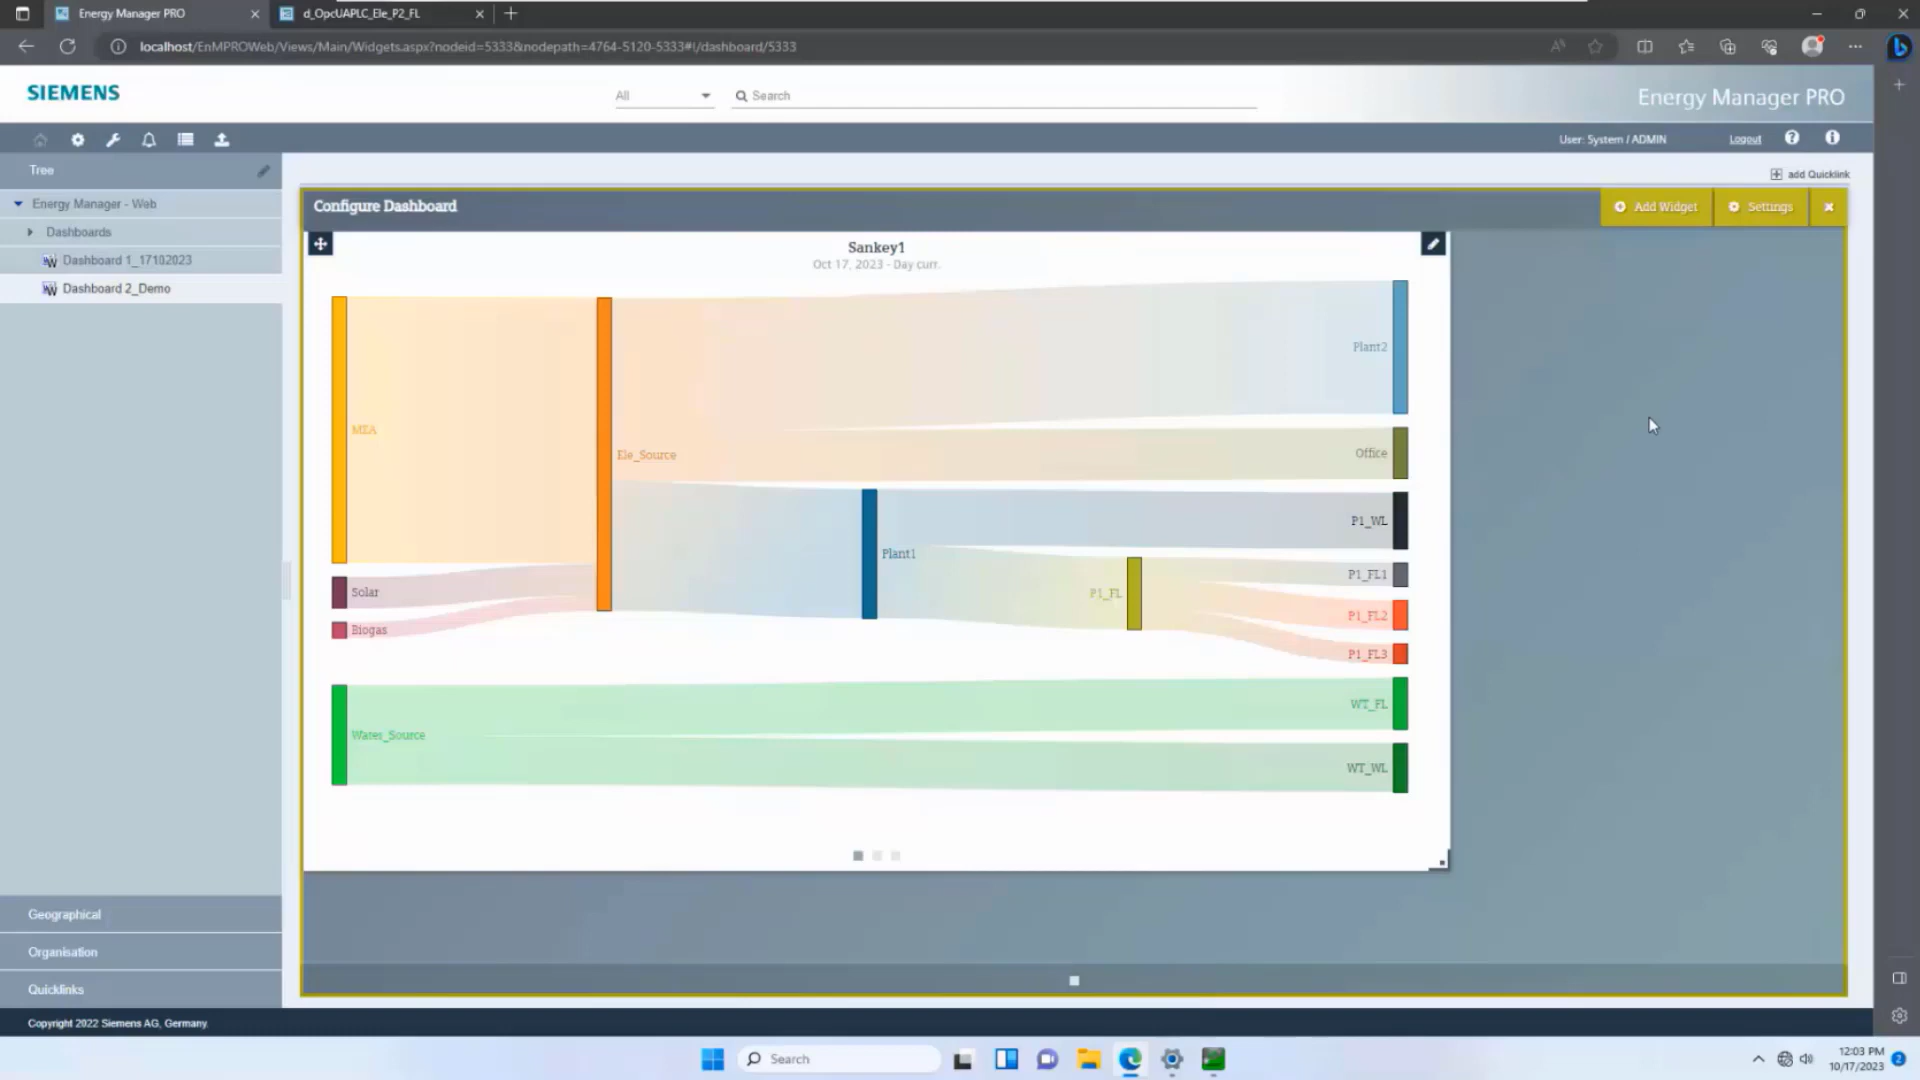 Energy Manager PRO
d_OpcUAPLC_Ele_P2_FL
localhost/EnMPROWeb/Views/Main/Widgets.aspx?nodeid=5333&nodepath=4764-5120-5333#!/dashboard/5333
SIEMENS
All
Search
Energy Manager PRO
User: System / ADMIN
Logout
Tree
add Quicklink
Energy Manager - Web
Dashboards
Dashboard 1_17102023
Dashboard 2_Demo
Configure Dashboard
Add Widget
Settings
Sankey1
Oct 17, 2023 - Day curr.
Plant2
MEA
Ele_Source
Office
P1_WL
Plant1
P1_FL1
Solar
P1_FL
P1_FL2
Biogas
P1_FL3
WT_FL
Water_Source
WT_WL
Geographical
Organisation
Quicklinks
Copyright 2022 Siemens AG, Germany
Search
12:03 PM
10/17/2023
2